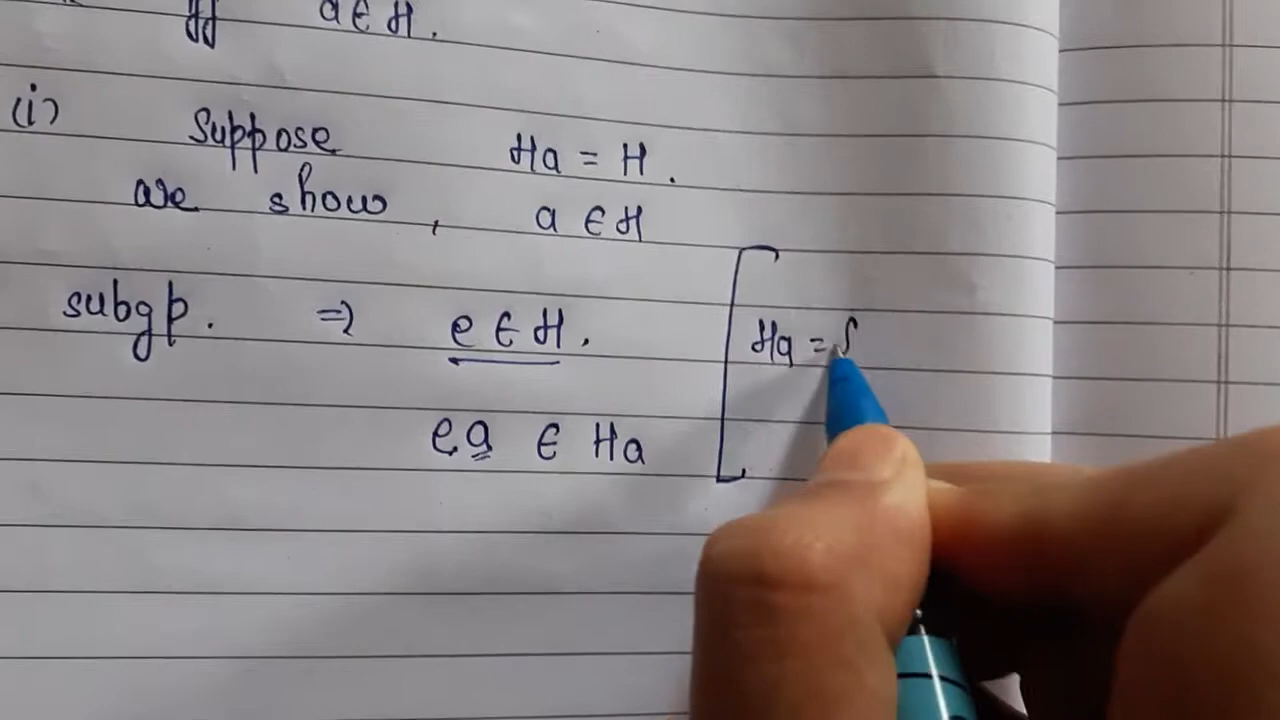 iff a ∈ H.
(i) Suppose Ha = H.
we show, a ∈ H
subgp. ⇒ e ∈ H.
Ha = {
ea ∈ Ha